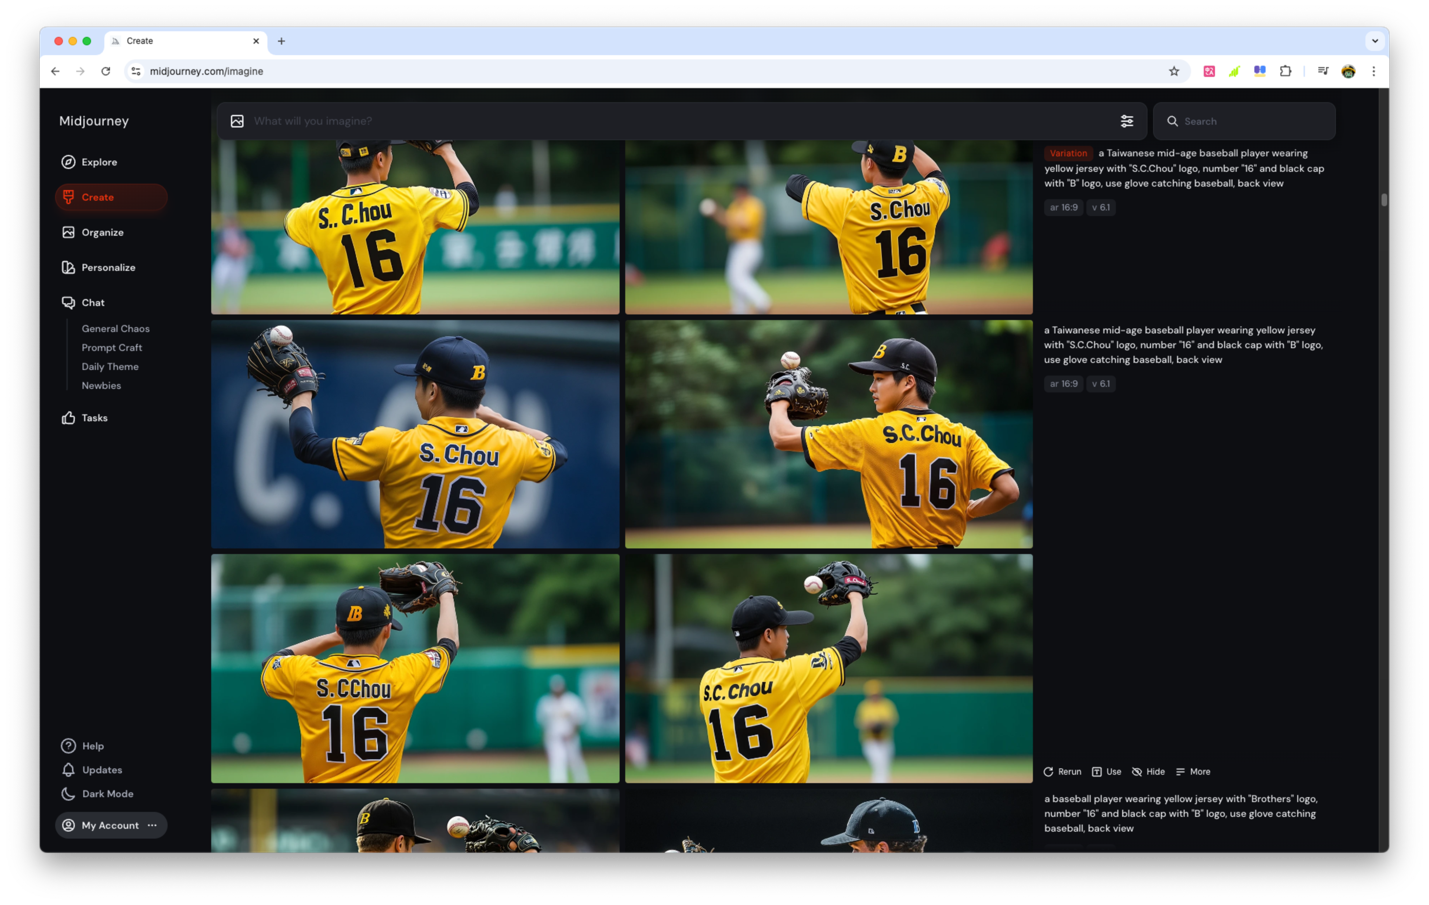 Create
midjourney.com/imagine
Midjourney
What will you imagine?
Search
Explore
Create
Organize
Personalize
Chat
General Chaos
Prompt Craft
Daily Theme
Newbies
Tasks
Help
Updates
Dark Mode
My Account
S.. C.hou
16
B
S.Chou
16
Variation a Taiwanese mid-age baseball player wearing
yellow jersey with "S.C.Chou" logo, number "16" and black cap
with "B" logo, use glove catching baseball, back view
ar 16:9 v 6.1
B
S. Chou
16
B
S.C.Chou
16
a Taiwanese mid-age baseball player wearing yellow jersey
with "S.C.Chou" logo, number "16" and black cap with "B" logo,
use glove catching baseball, back view
ar 16:9 v 6.1
B
S.CChou
16
S.C. Chou
16
Rerun Use Hide More
B
a baseball player wearing yellow jersey with "Brothers" logo,
number "16" and black cap with "B" logo, use glove catching
baseball, back view